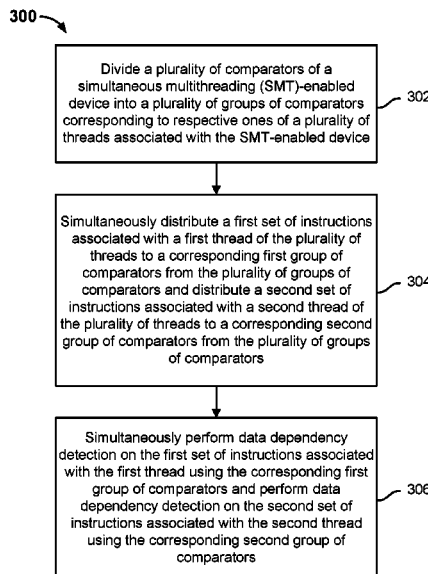 300
Divide a plurality of comparators of a
simultaneous multithreading (SMT)-enabled
device into a plurality of groups of comparators
corresponding to respective ones of a plurality of
threads associated with the SMT-enabled device
302
Simultaneously distribute a first set of instructions
associated with a first thread of the plurality of
threads to a corresponding first group of
comparators from the plurality of groups of
comparators and distribute a second set of
instructions associated with a second thread of
the plurality of threads to a corresponding second
group of comparators from the plurality of groups
of comparators
304
Simultaneously perform data dependency
detection on the first set of instructions associated
with the first thread using the corresponding first
group of comparators and perform data
dependency detection on the second set of
instructions associated with the second thread
using the corresponding second group of
comparators
306